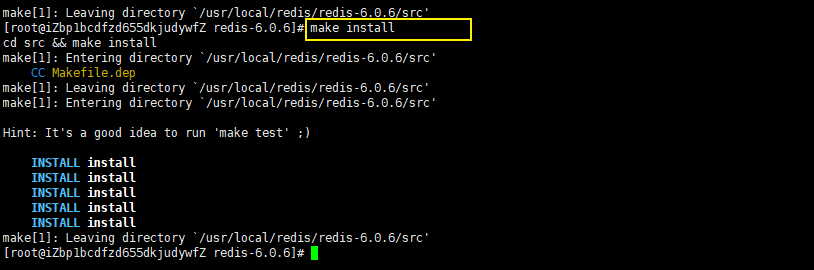 make[1]: Leaving directory `/usr/local/redis/redis-6.0.6/src'
[root@iZbp1bcdfzd655dkjudywfZ redis-6.0.6]# make install
cd src && make install
make[1]: Entering directory `/usr/local/redis/redis-6.0.6/src'
CC Makefile.dep
make[1]: Leaving directory `/usr/local/redis/redis-6.0.6/src'
make[1]: Entering directory `/usr/local/redis/redis-6.0.6/src'
Hint: It's a good idea to run 'make test' ;)
INSTALL install
INSTALL install
INSTALL install
INSTALL install
INSTALL install
make[1]: Leaving directory `/usr/local/redis/redis-6.0.6/src'
[root@iZbp1bcdfzd655dkjudywfZ redis-6.0.6]#